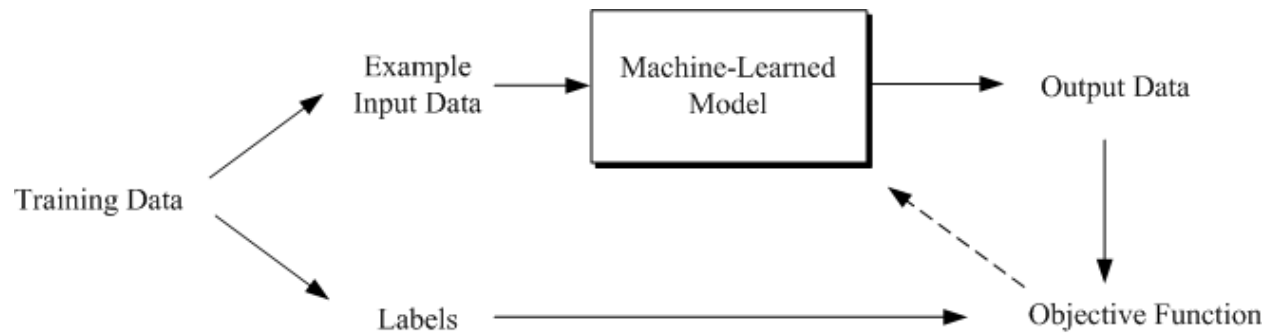 Example
Input Data
Machine-Learned
Model
Output Data
Training Data
Labels
Objective Function